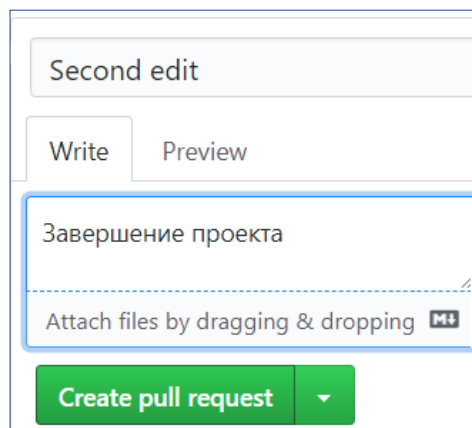 Second edit
Write Preview
Завершение проекта
Attach files by dragging & dropping M↓
Create pull request